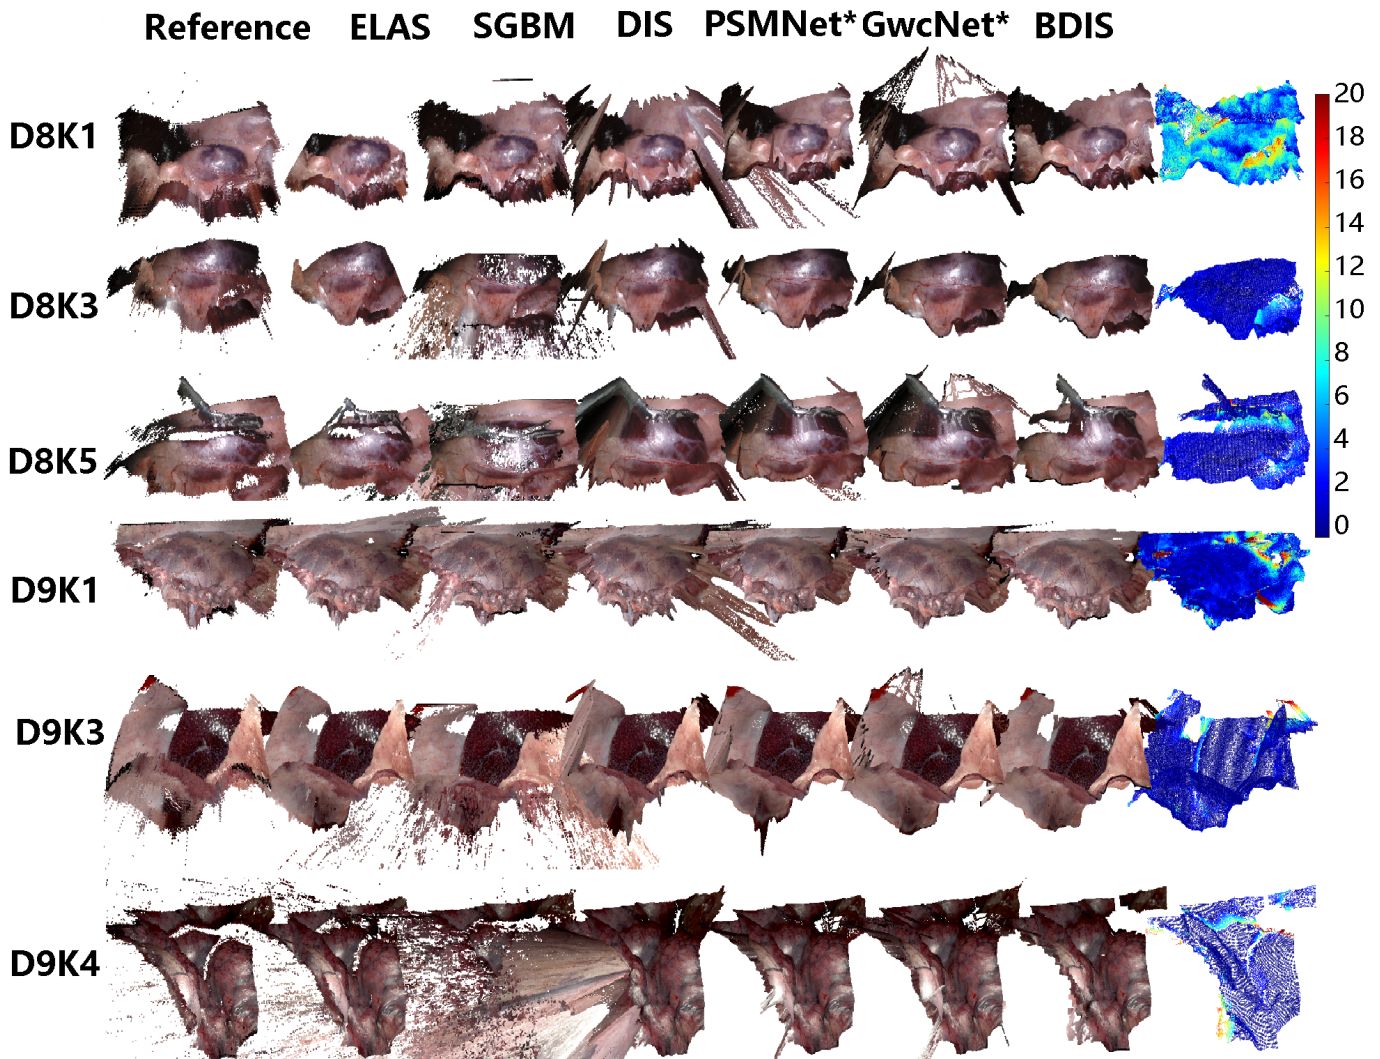 Reference ELAS SGBM DIS PSMNet* GwcNet* BDIS
D8K1
D8K3
D8K5
D9K1
D9K3
D9K4
20
18
16
14
12
10
8
6
4
2
0